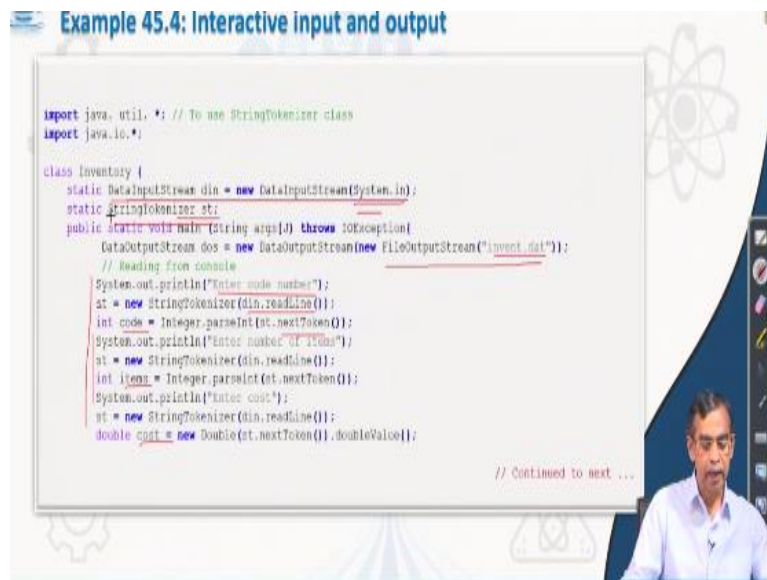 Example 45.4: Interactive input and output
import java. util. *; // To use StringTokenizer class
import java.io.*;
class Inventory {
static DataInputStream din = new DataInputStream(System.in);
static StringTokenizer st;
public static void main (String args[]) throws IOException{
DataOutputStream dos = new DataOutputStream(new FileOutputStream("invent.dat"));
// Reading from console
System.out.println("Enter code number");
st = new StringTokenizer(din.readLine());
int code = Integer.parseInt(st.nextToken());
System.out.println("Enter number of items");
st = new StringTokenizer(din.readLine());
int items = Integer.parseInt(st.nextToken());
System.out.println("Enter cost");
st = new StringTokenizer(din.readLine());
double cost = new Double(st.nextToken()).doubleValue();
// Continued to next ...